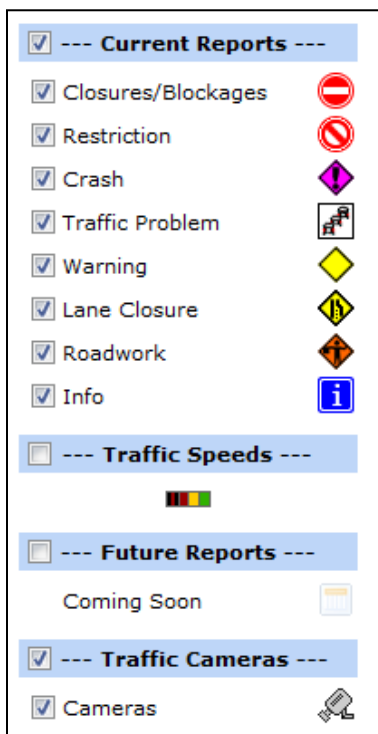 --- Current Reports ---
Closures/Blockages
Restriction
Crash
Traffic Problem
Warning
Lane Closure
Roadwork
Info
i
--- Traffic Speeds ---
--- Future Reports ---
Coming Soon
--- Traffic Cameras ---
Cameras